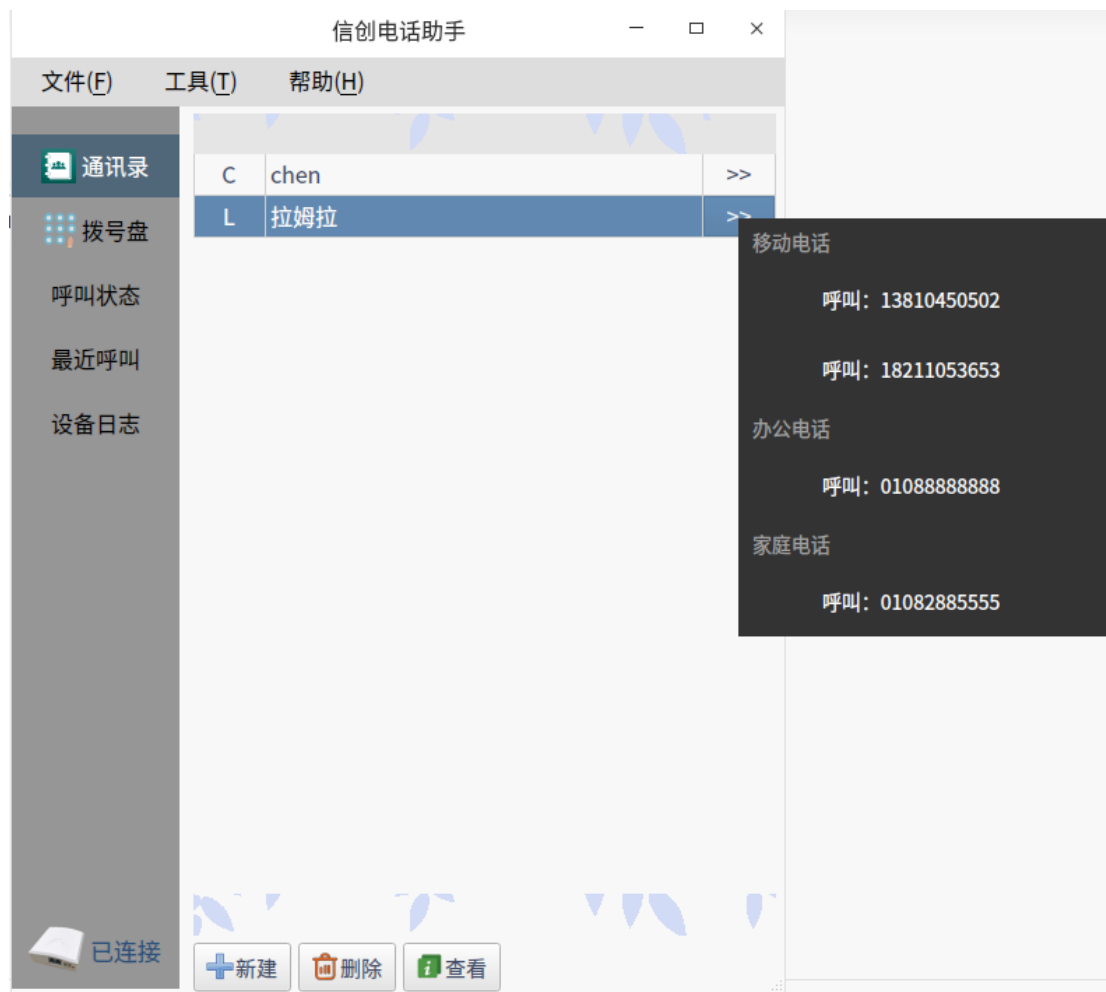 信创电话助手
文件(F) 工具(T) 帮助(H)
通讯录
拨号盘
呼叫状态
最近呼叫
设备日志
已连接
C chen >>
L 拉姆拉 >>
移动电话
呼叫：13810450502
呼叫：18211053653
办公电话
呼叫：01088888888
家庭电话
呼叫：01082885555
新建 删除 查看